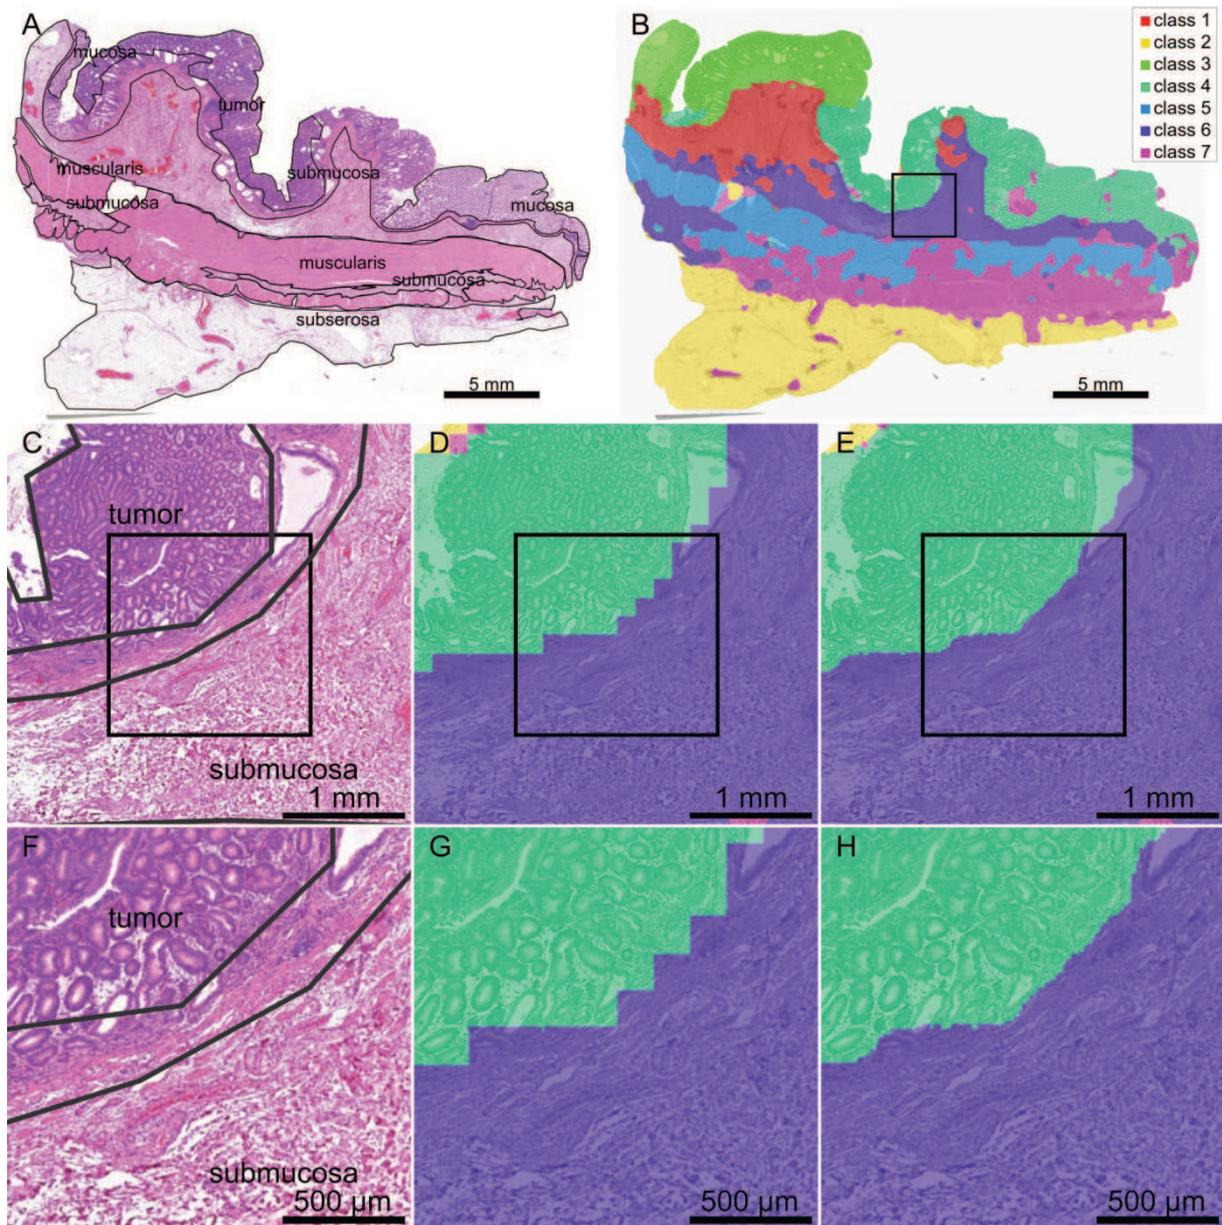 A
mucosa
tumor
muscularis
submucosa
submucosa
mucosa
muscularis
submucosa
subserosa
5 mm
B
class 1
class 2
class 3
class 4
class 5
class 6
class 7
5 mm
C
tumor
submucosa
1 mm
D
1 mm
E
1 mm
F
tumor
submucosa
500 µm
G
500 µm
H
500 µm